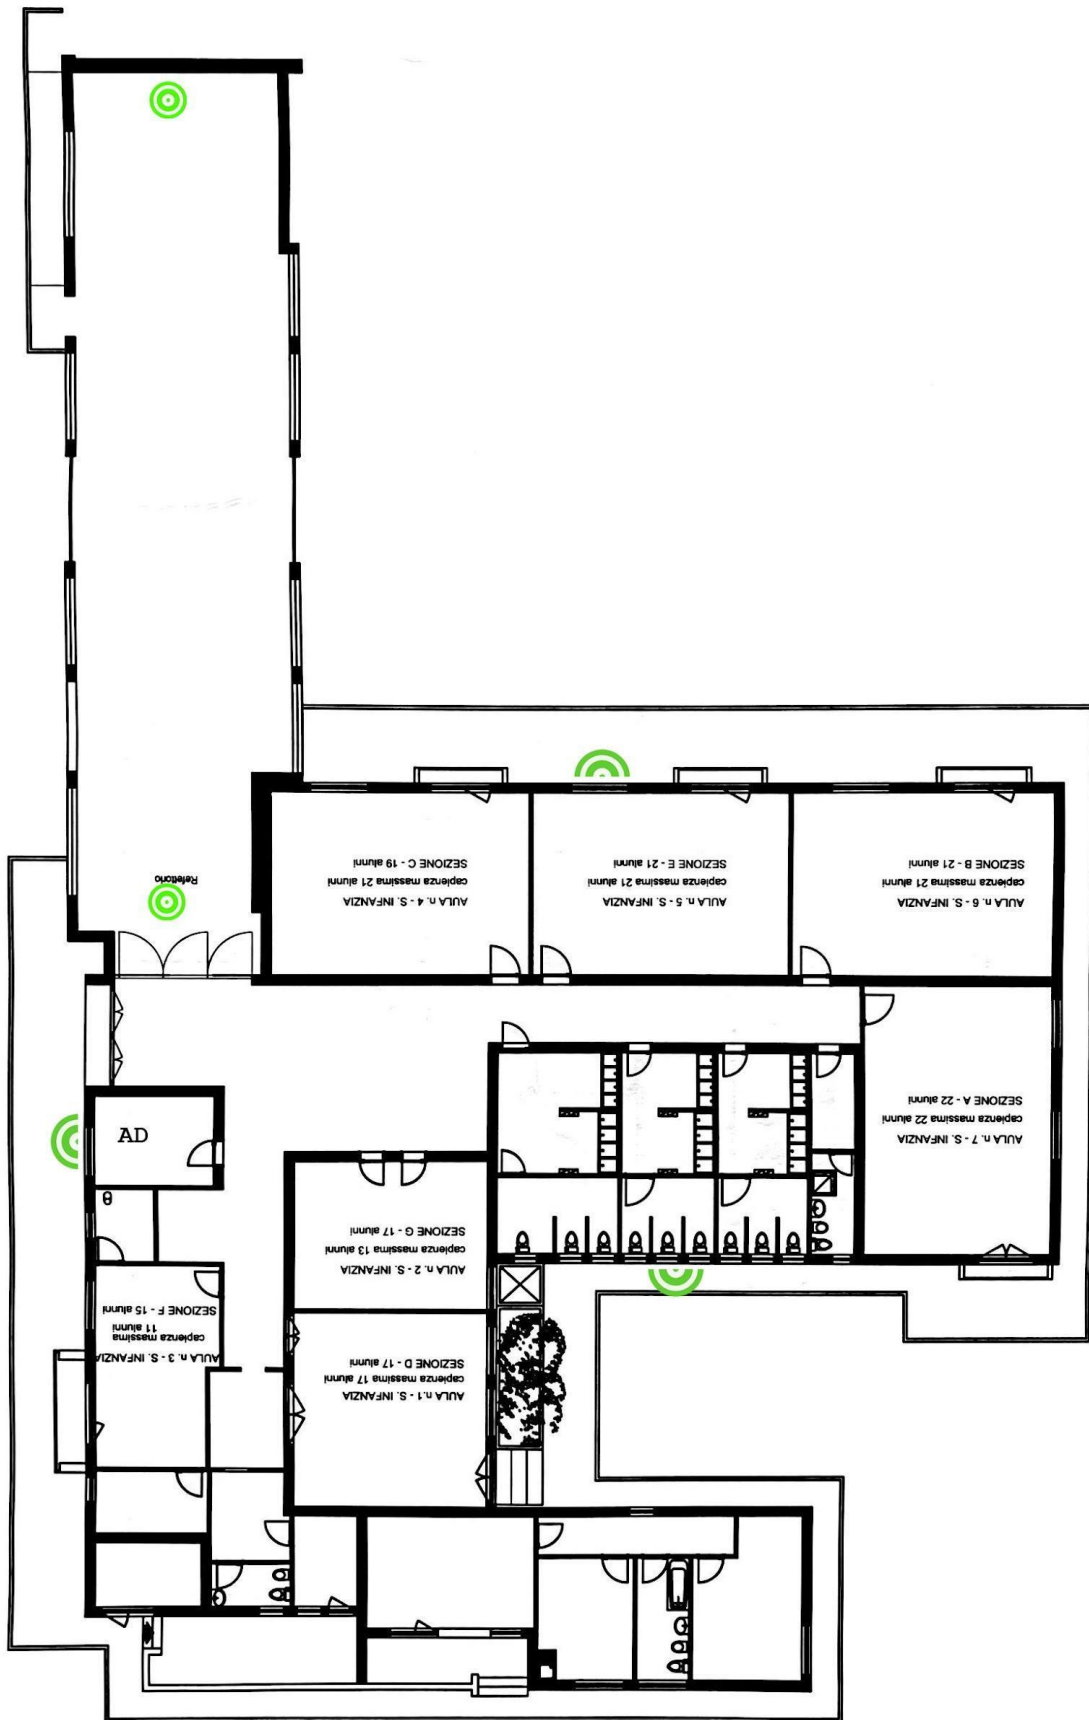 Refettorio
AULA n. 4 - S. INFANZIA
capienza massima 21 alunni
SEZIONE C - 19 alunni
AULA n. 5 - S. INFANZIA
capienza massima 21 alunni
SEZIONE E - 21 alunni
AULA n. 6 - S. INFANZIA
capienza massima 21 alunni
SEZIONE B - 21 alunni
AULA n. 7 - S. INFANZIA
capienza massima 22 alunni
SEZIONE A - 22 alunni
AD
AULA n. 2 - S. INFANZIA
capienza massima 13 alunni
SEZIONE G - 17 alunni
AULA n. 3 - S. INFANZIA
capienza massima
11 alunni
SEZIONE F - 15 alunni
AULA n. 1 - S. INFANZIA
capienza massima 17 alunni
SEZIONE D - 17 alunni